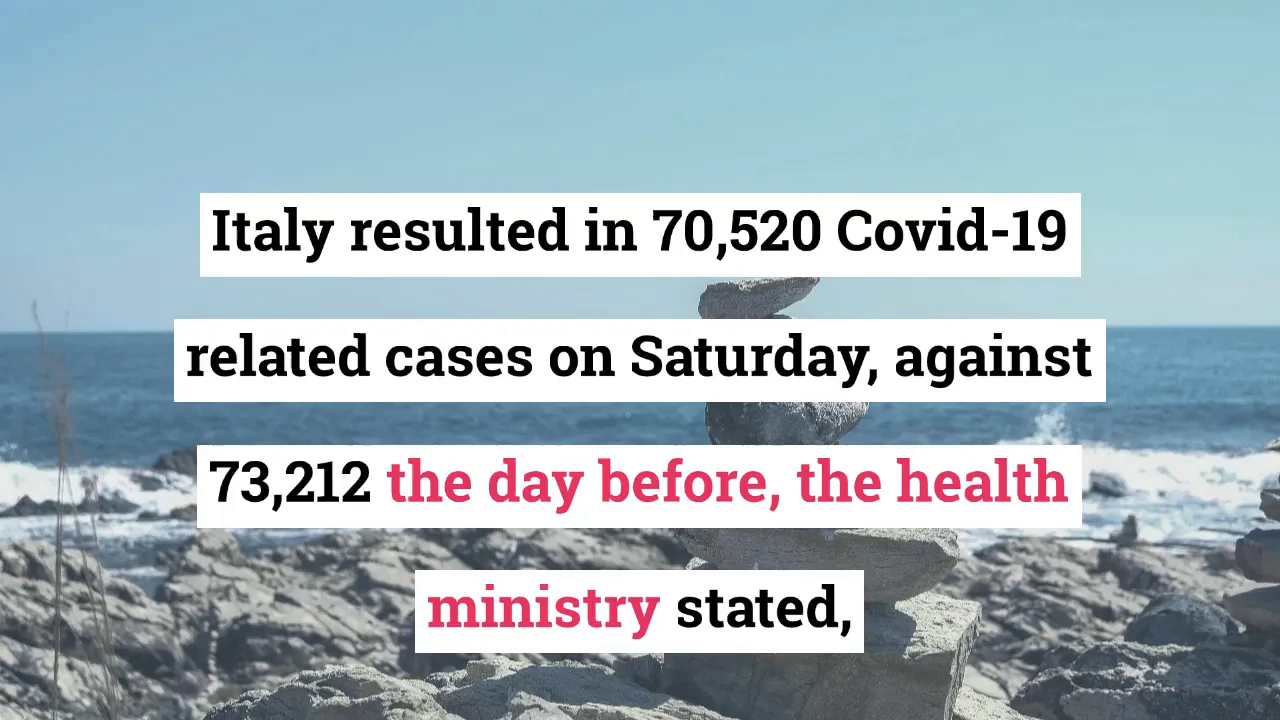 Italy resulted in 70,520 Covid-19
related cases on Saturday, against
73,212 the day before, the health
ministry stated,